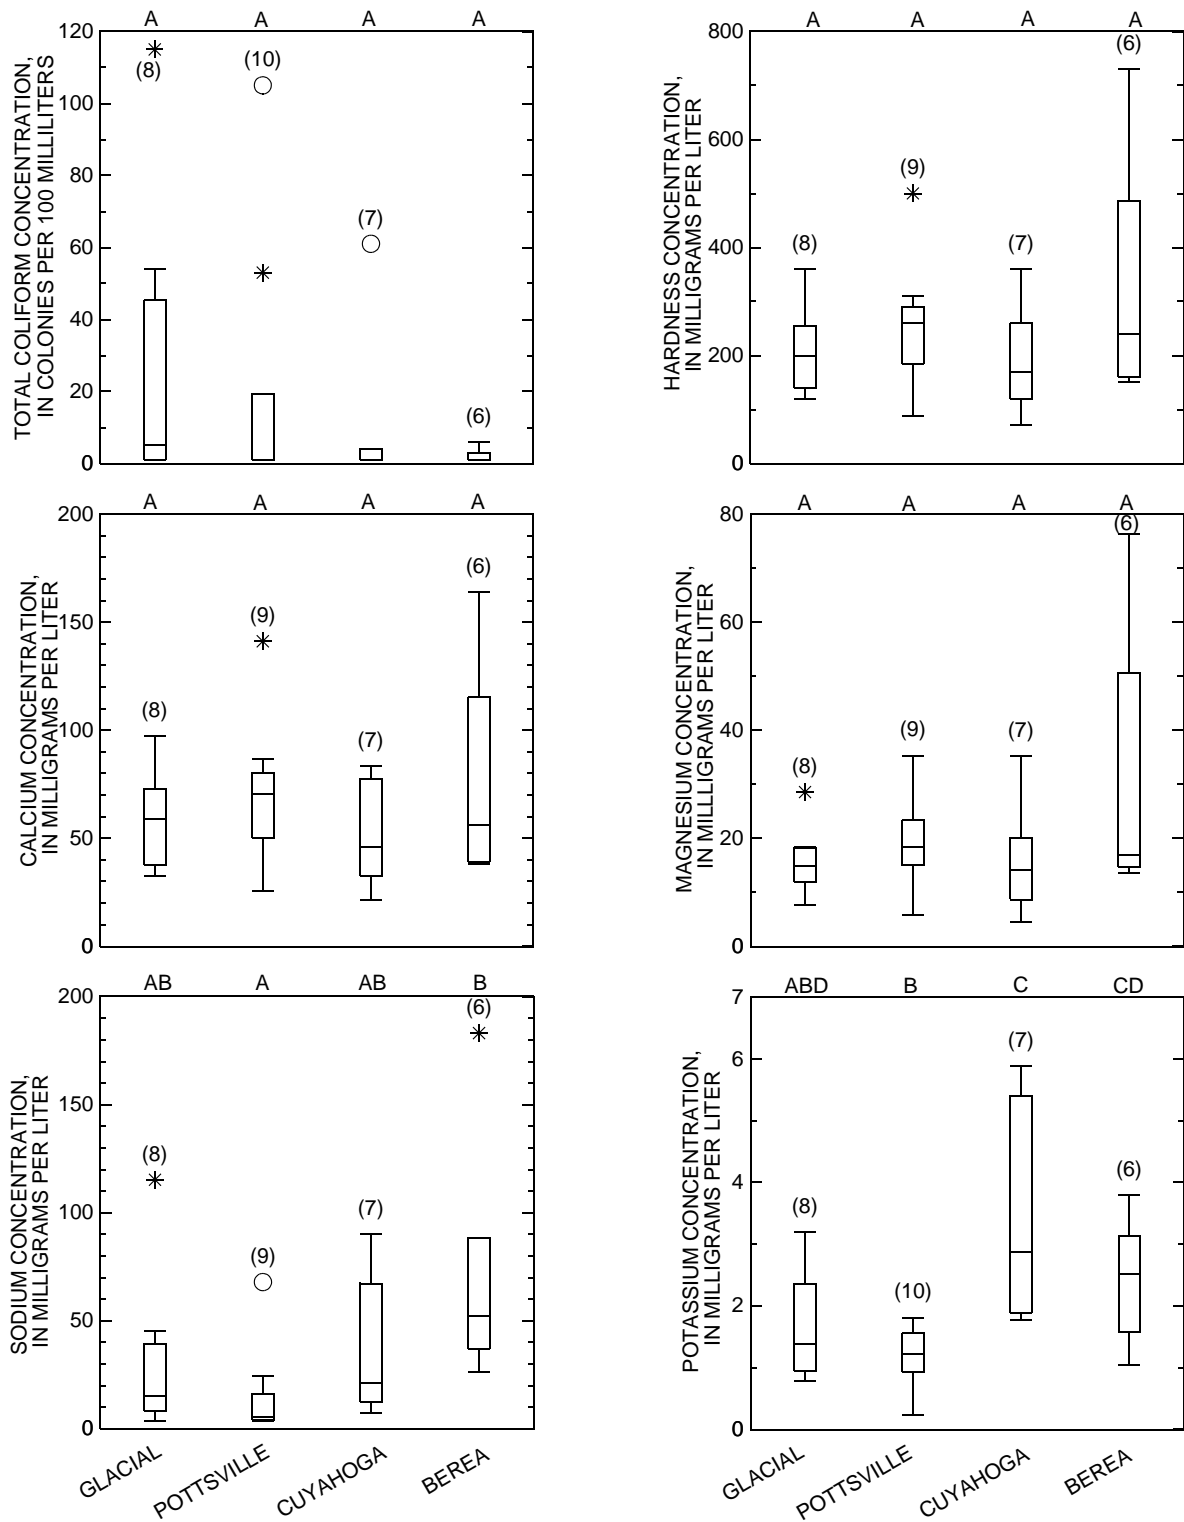 A A A A
TOTAL COLIFORM CONCENTRATION,
IN COLONIES PER 100 MILLILITERS
120
100
80
60
40
20
0
(8)
(10)
(7)
(6)
A A A A
HARDNESS CONCENTRATION,
IN MILLIGRAMS PER LITER
800
600
400
200
0
(8)
(9)
(7)
(6)
A A A A
CALCIUM CONCENTRATION,
IN MILLIGRAMS PER LITER
200
150
100
50
0
(8)
(9)
(7)
(6)
A A A A
MAGNESIUM CONCENTRATION,
IN MILLLIGRAMS PER LITER
80
60
40
20
0
(8)
(9)
(7)
(6)
AB A AB B
SODIUM CONCENTRATION,
IN MILLIGRAMS PER LITER
200
150
100
50
0
(8)
(9)
(7)
(6)
GLACIAL
POTTSVILLE
CUYAHOGA
BEREA
ABD B C CD
POTASSIUM CONCENTRATION,
IN MILLIGRAMS PER LITER
7
6
4
2
0
(8)
(10)
(7)
(6)
GLACIAL
POTTSVILLE
CUYAHOGA
BEREA